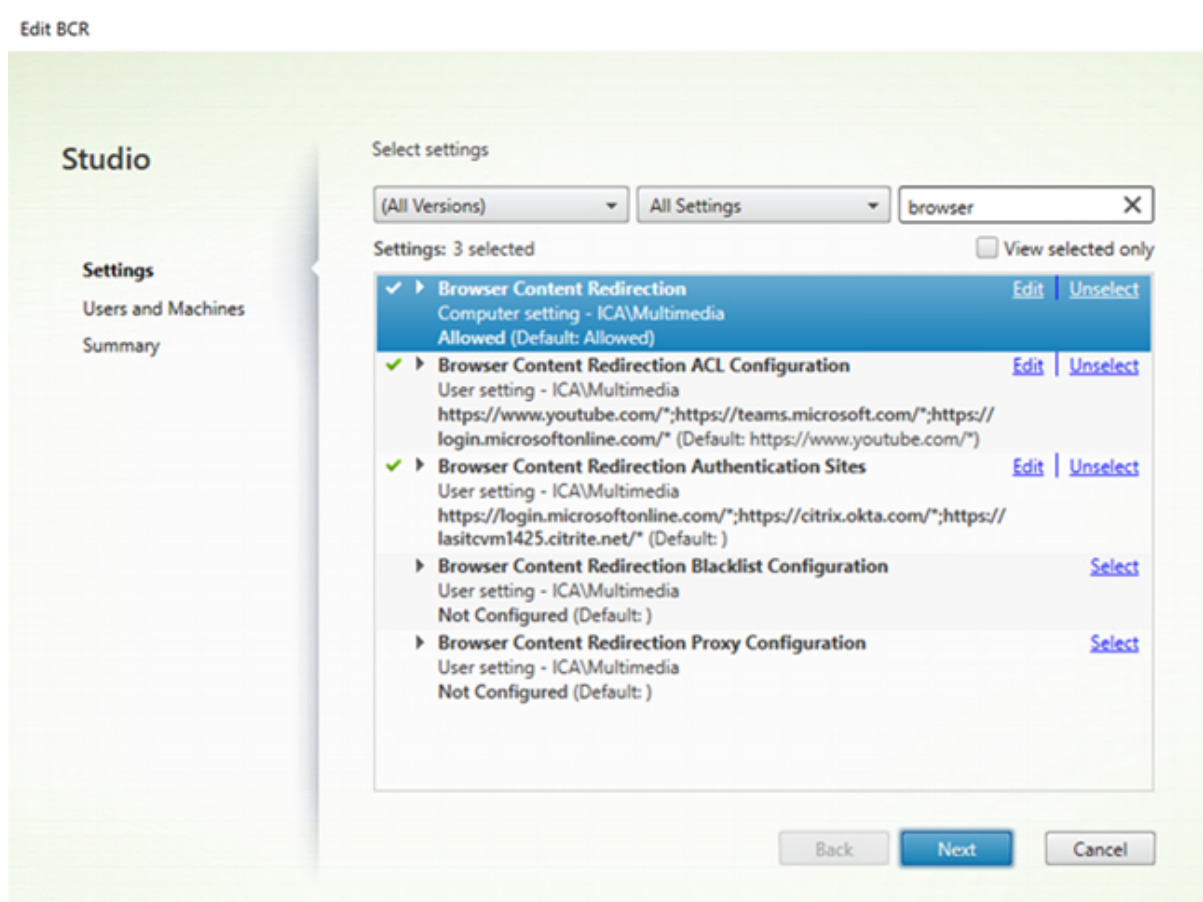 Edit BCR
Studio
Settings
Users and Machines
Summary
Select settings
(All Versions)
All Settings
browser
Settings: 3 selected
View selected only
Browser Content Redirection
Edit
Unselect
Computer setting - ICA\Multimedia
Allowed (Default: Allowed)
Browser Content Redirection ACL Configuration
Edit
Unselect
User setting - ICA\Multimedia
https://www.youtube.com/*;https://teams.microsoft.com/*;https://
login.microsoftonline.com/* (Default: https://www.youtube.com/*)
Browser Content Redirection Authentication Sites
Edit
Unselect
User setting - ICA\Multimedia
https://login.microsoftonline.com/*;https://citrix.okta.com/*;https://
lasitcvm1425.citrite.net/* (Default: )
Browser Content Redirection Blacklist Configuration
Select
User setting - ICA\Multimedia
Not Configured (Default: )
Browser Content Redirection Proxy Configuration
Select
User setting - ICA\Multimedia
Not Configured (Default: )
Back
Next
Cancel